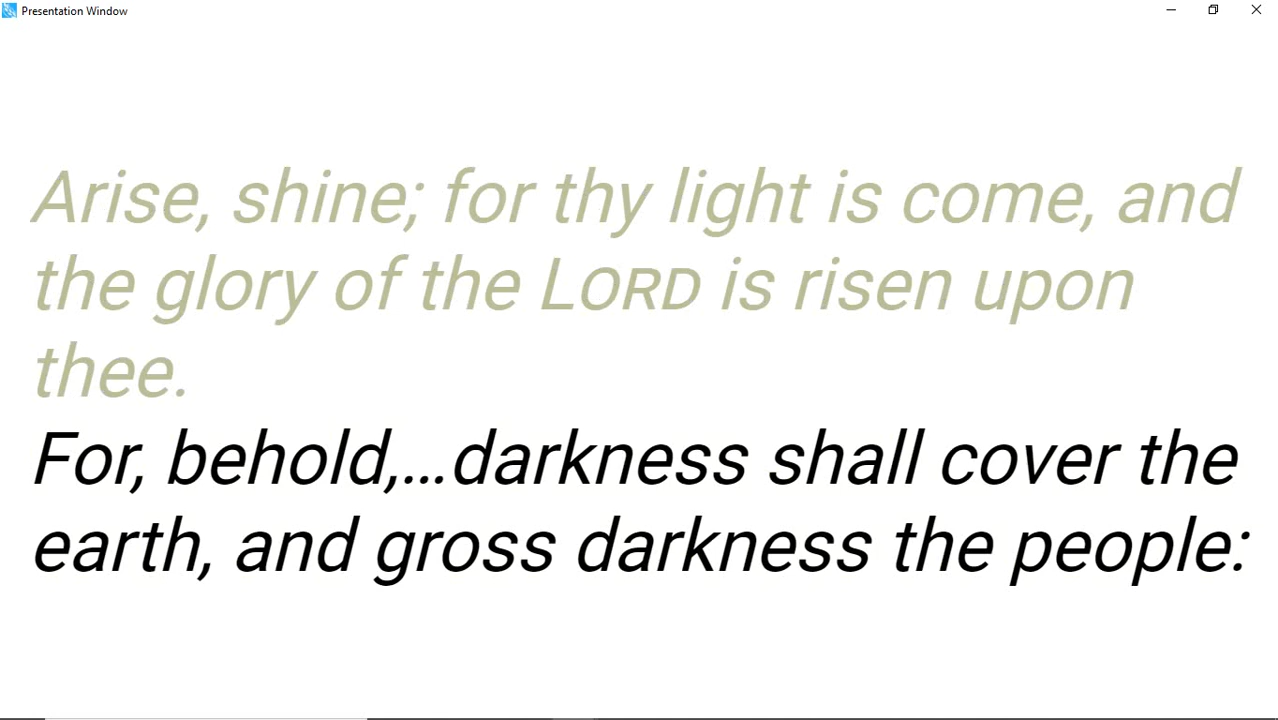 Presentation Window
Arise, shine; for thy light is come, and
the glory of the LORD is risen upon
thee.
For, behold,...darkness shall cover the
earth, and gross darkness the people: